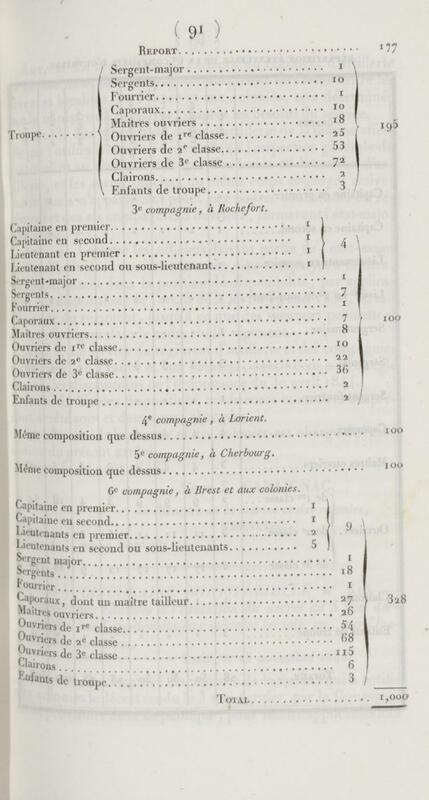 ( 91 )
REPORT........ 177
Sergent-major........ 1
Sergents........ 10
Fourrier........ 1
Caporaux........ 10
Maîtres ouvriers........ 18
Troupe........ Ouvriers de 1re classe........ 25 195
Ouvriers de 2e classe........ 53
Ouvriers de 3e classe........ 72
Clairons........ 2
Enfants de troupe........ 3
3e compagnie, à Rochefort.
Capitaine en premier........ 1
Capitaine en second........ 1 4
Lieutenant en premier........ 1
Lieutenant en second ou sous-lieutenant........ 1
Sergent-major........ 1
Sergents........ 7
Fourrier........ 1
Caporaux........ 7 100
Maîtres ouvriers........ 8
Ouvriers de 1re classe........ 10
Ouvriers de 2e classe........ 22
Ouvriers de 3e classe........ 36
Clairons........ 2
Enfants de troupe........ 2
4e compagnie, à Lorient.
Même composition que dessus........ 100
5e compagnie, à Cherbourg.
Même composition que dessus........ 100
6e compagnie, à Brest et aux colonies.
Capitaine en premier........ 1
Capitaine en second........ 1
Lieutenants en premier........ 2 9
Lieutenants en second ou sous-lieutenants........ 5
Sergent major........ 1
Sergents........ 18
Fourrier........ 1
Caporaux, dont un maître tailleur........ 27 328
Maîtres ouvriers........ 26
Ouvriers de 1re classe........ 54
Ouvriers de 2e classe........ 68
Ouvriers de 3e classe........ 115
Clairons........ 6
Enfants de troupe........ 3
TOTAL........ 1,000